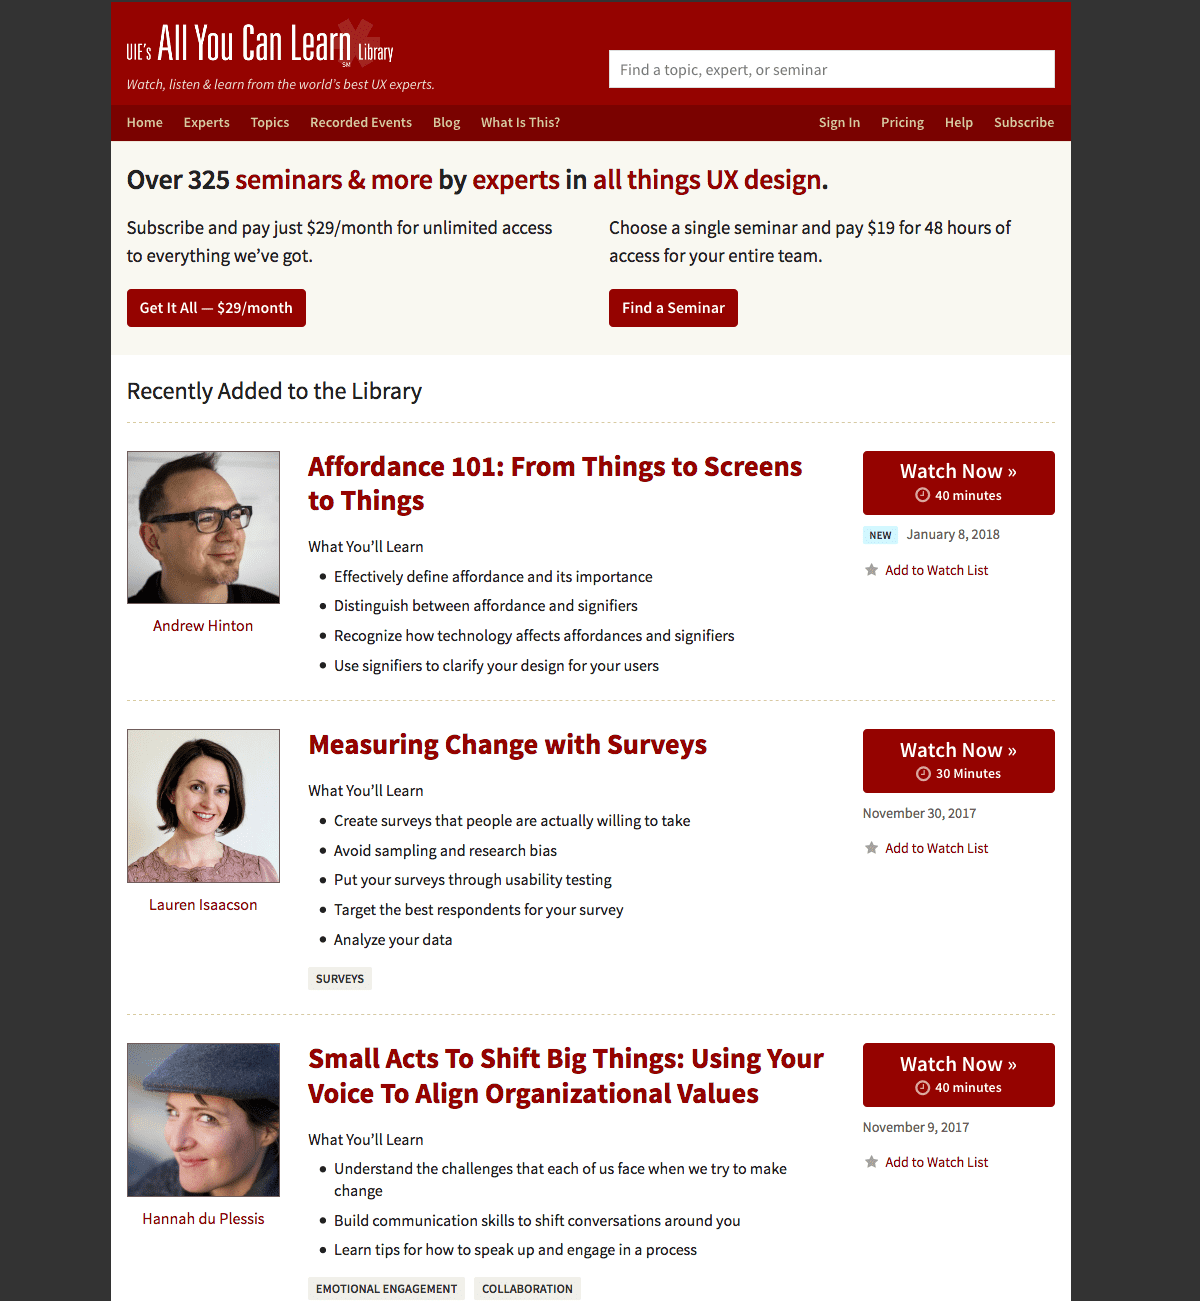 UIE's All You Can Learn Library
SM
Watch, listen & learn from the world's best UX experts.
Find a topic, expert, or seminar
Home Experts Topics Recorded Events Blog What Is This? Sign In Pricing Help Subscribe
Over 325 seminars & more by experts in all things UX design.
Subscribe and pay just $29/month for unlimited access
to everything we've got.
Get It All — $29/month
Choose a single seminar and pay $19 for 48 hours of
access for your entire team.
Find a Seminar
Recently Added to the Library
Andrew Hinton
Affordance 101: From Things to Screens
to Things
What You'll Learn
• Effectively define affordance and its importance
• Distinguish between affordance and signifiers
• Recognize how technology affects affordances and signifiers
• Use signifiers to clarify your design for your users
Watch Now »
40 minutes
NEW January 8, 2018
Add to Watch List
Lauren Isaacson
Measuring Change with Surveys
What You'll Learn
• Create surveys that people are actually willing to take
• Avoid sampling and research bias
• Put your surveys through usability testing
• Target the best respondents for your survey
• Analyze your data
SURVEYS
Watch Now »
30 Minutes
November 30, 2017
Add to Watch List
Hannah du Plessis
Small Acts To Shift Big Things: Using Your
Voice To Align Organizational Values
What You'll Learn
• Understand the challenges that each of us face when we try to make
change
• Build communication skills to shift conversations around you
• Learn tips for how to speak up and engage in a process
EMOTIONAL ENGAGEMENT COLLABORATION
Watch Now »
40 minutes
November 9, 2017
Add to Watch List